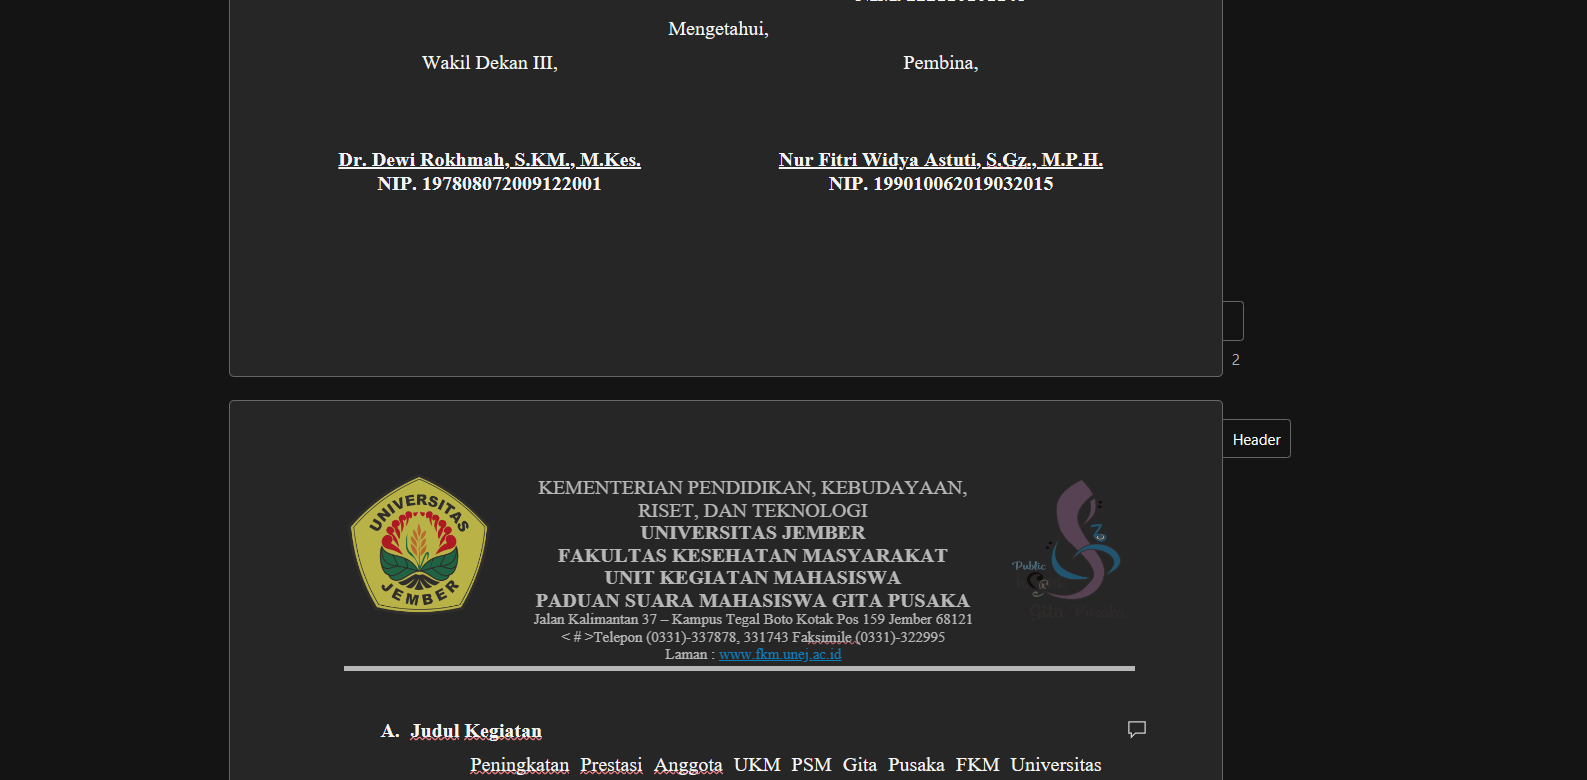 Mengetahui,
Wakil Dekan III,
Pembina,
Dr. Dewi Rokhmah, S.KM., M.Kes.
NIP. 197808072009122001
Nur Fitri Widya Astuti, S.Gz., M.P.H.
NIP. 199010062019032015
2
Header
UNIVERSITAS
JEMBER
KEMENTERIAN PENDIDIKAN, KEBUDAYAAN,
RISET, DAN TEKNOLOGI
UNIVERSITAS JEMBER
FAKULTAS KESEHATAN MASYARAKAT
UNIT KEGIATAN MAHASISWA
PADUAN SUARA MAHASISWA GITA PUSAKA
Jalan Kalimantan 37 – Kampus Tegal Boto Kotak Pos 159 Jember 68121
< # >Telepon (0331)-337878, 331743 Faksimile (0331)-322995
Laman : www.fkm.unej.ac.id
Public
Gita Pusaka
A. Judul Kegiatan
Peningkatan Prestasi Anggota UKM PSM Gita Pusaka FKM Universitas